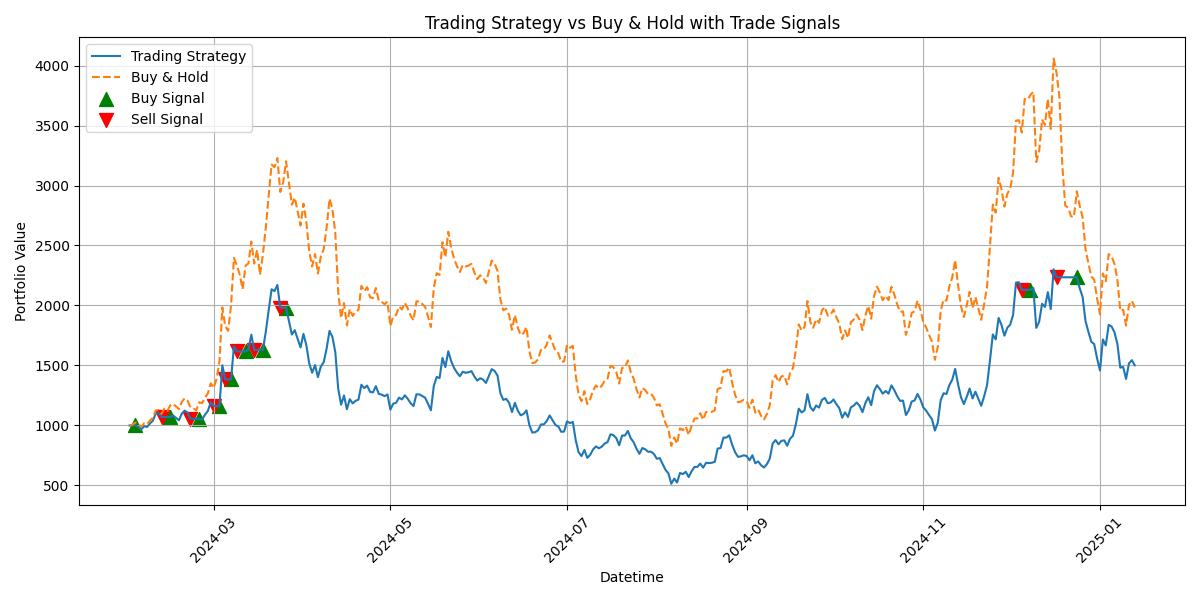 Trading Strategy vs Buy & Hold with Trade Signals
Trading Strategy
Buy & Hold
Buy Signal
Sell Signal
Portfolio Value
4000
3500
3000
2500
2000
1500
1000
500
2024-03
2024-05
2024-07
2024-09
2024-11
2025-01
Datetime